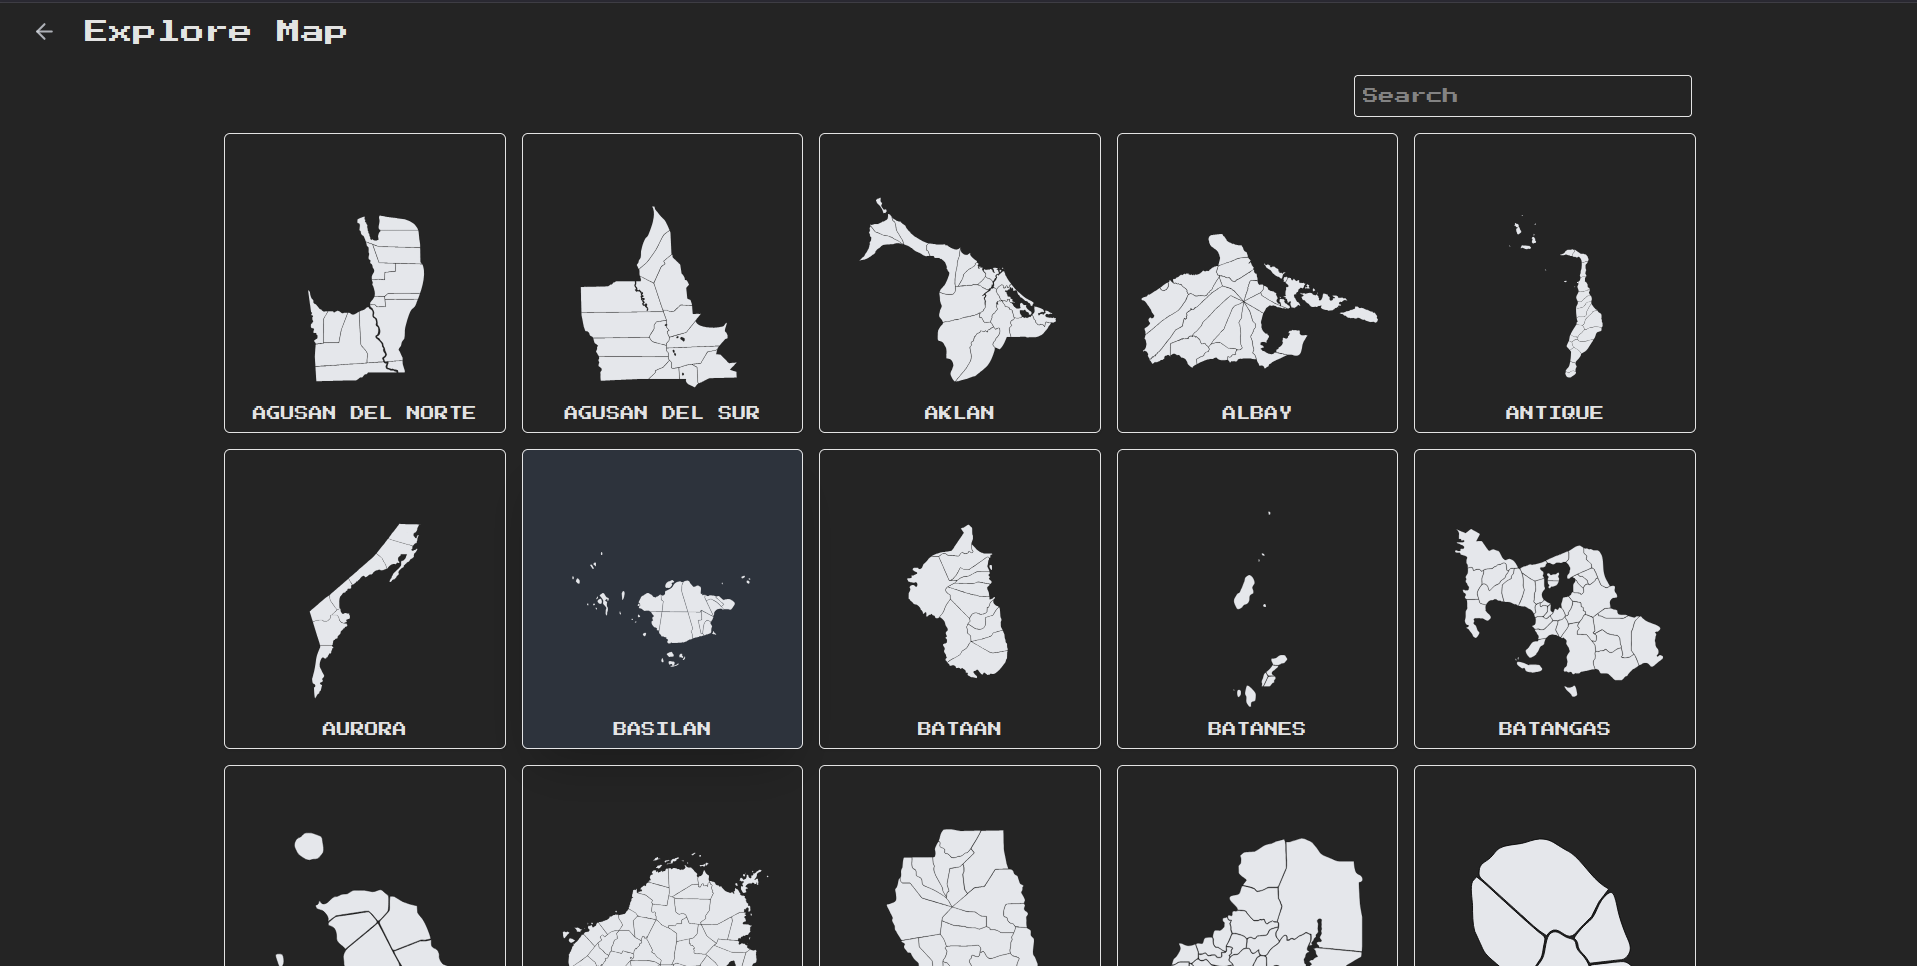 Explore Map
Search
AGUSAN DEL NORTE
AGUSAN DEL SUR
AKLAN
ALBAY
ANTIQUE
AURORA
BASILAN
BATAAN
BATANES
BATANGAS